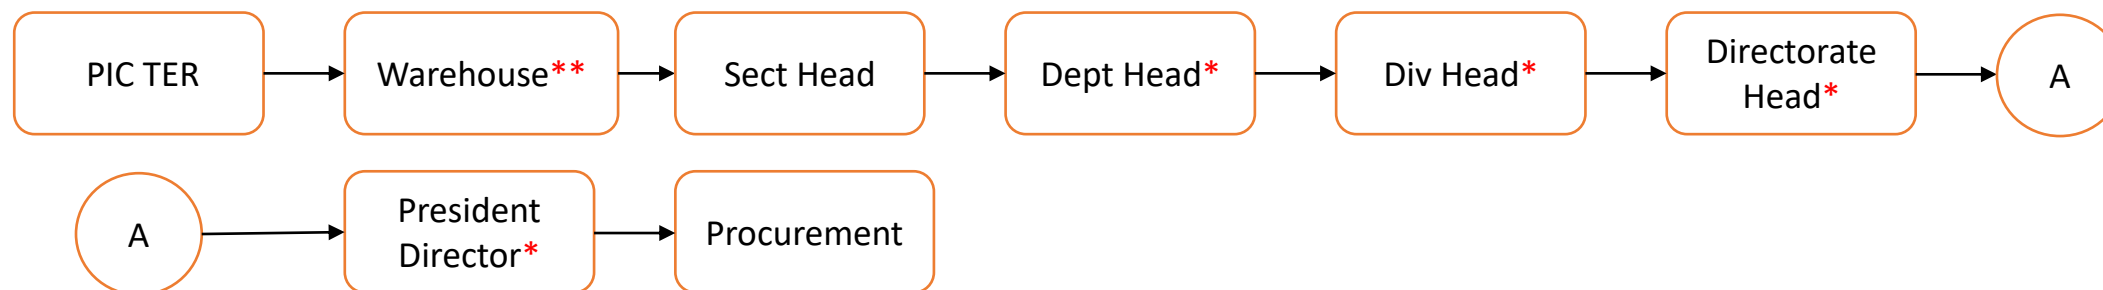 PIC TER
Warehouse**
Sect Head
Dept Head*
Div Head*
Directorate
Head*
A
A
President
Director*
Procurement